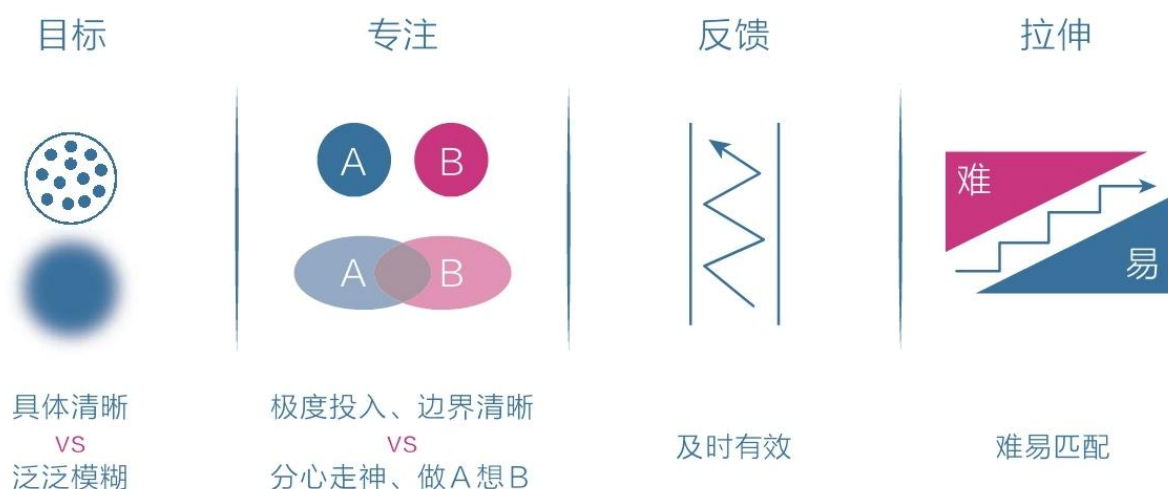 目标
专注
反馈
拉伸
A B
A B
难
易
具体清晰
VS
泛泛模糊
极度投入、边界清晰
VS
分心走神、做A想B
及时有效
难易匹配